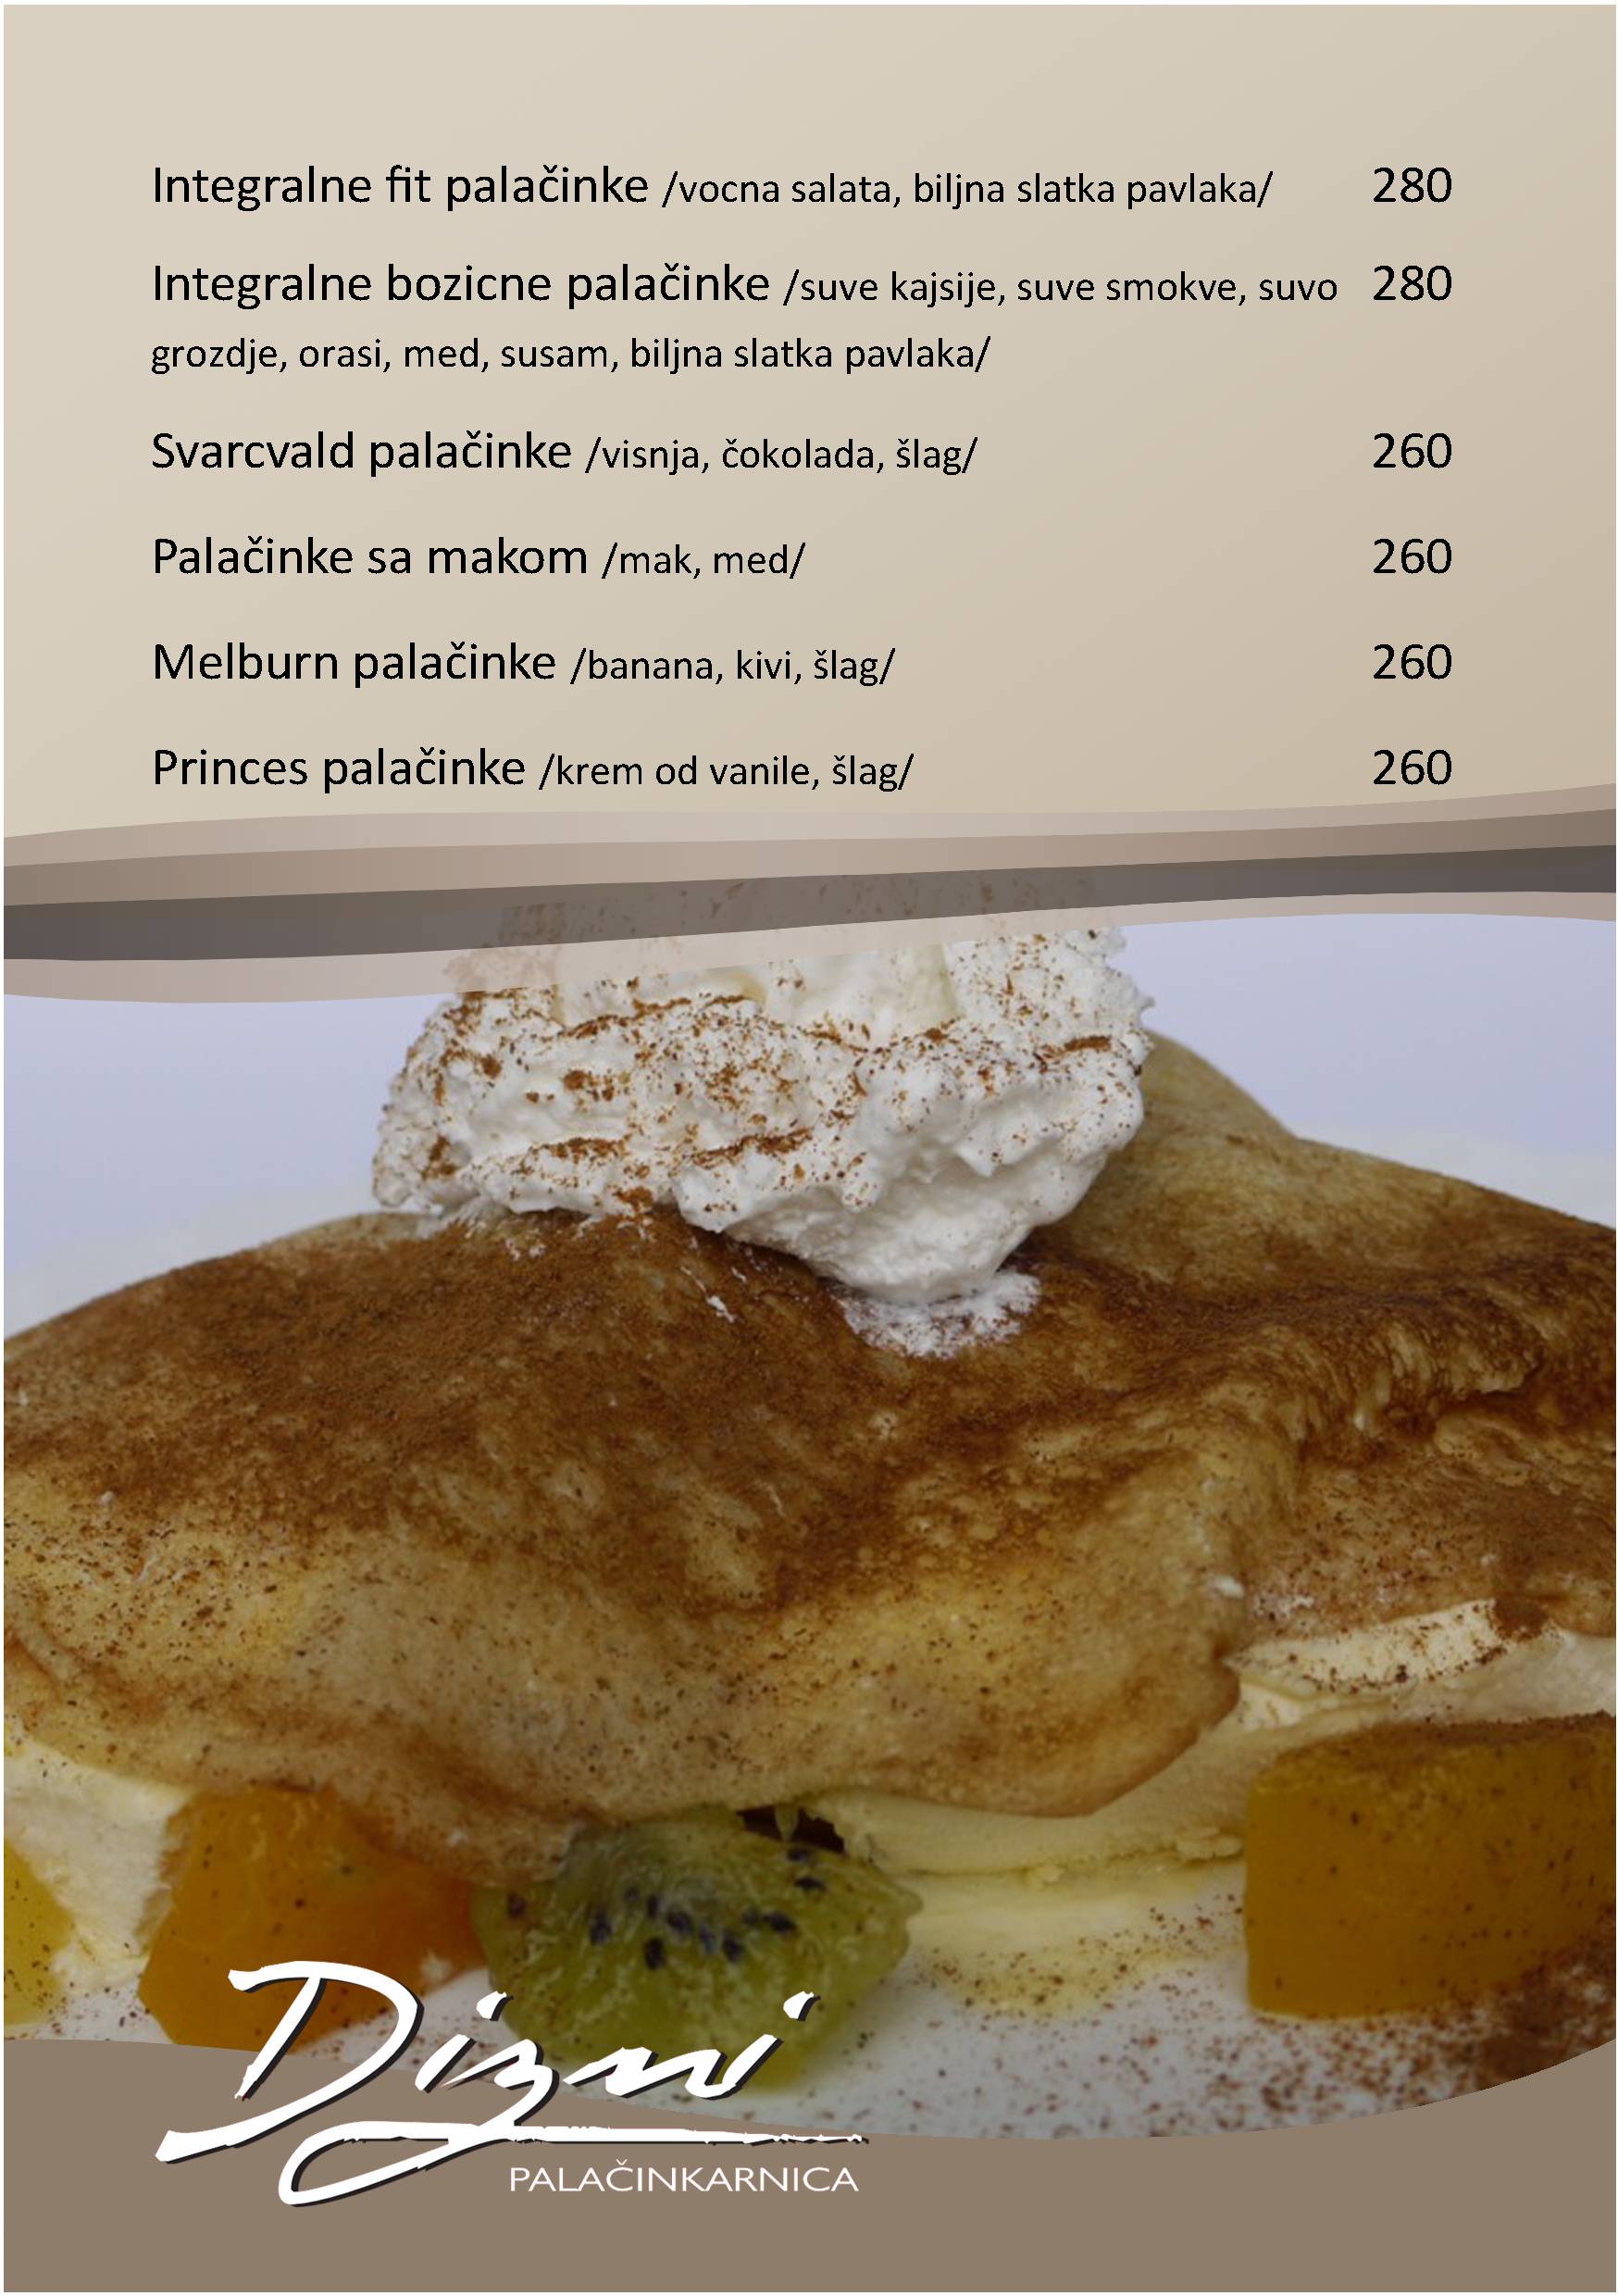 Integralne fit palačinke /vocna salata, biljna slatka pavlaka/ 280
Integralne bozicne palačinke /suve kajsije, suve smokve, suvo 280
grozdje, orasi, med, susam, biljna slatka pavlaka/
Svarcvald palačinke /visnja, čokolada, šlag/ 260
Palačinke sa makom /mak, med/ 260
Melburn palačinke /banana, kivi, šlag/ 260
Princes palačinke /krem od vanile, šlag/ 260
Dizni
PALAČINKARNICA